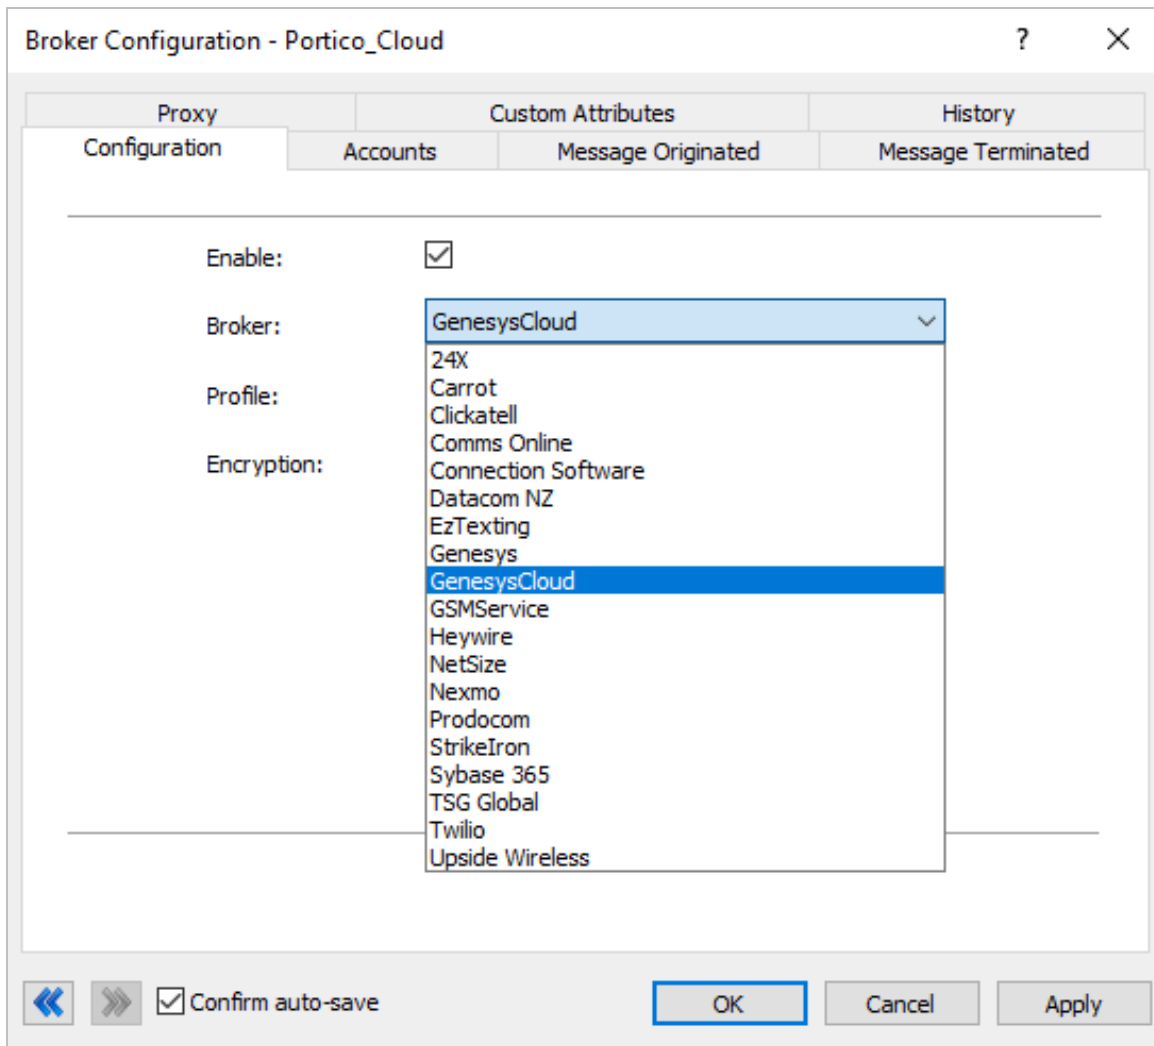 Broker Configuration - Portico_Cloud ?
Proxy Custom Attributes History
Configuration Accounts Message Originated Message Terminated
Enable:
Broker: GenesysCloud
24X
Carrot
Profile:
Clickatell
Comms Online
Encryption:
Connection Software
Datacom NZ
EzTexting
Genesys
GenesysCloud
GSMService
Heywire
NetSize
Nexmo
Prodocom
StrikeIron
Sybase 365
TSG Global
Twilio
Upside Wireless
Confirm auto-save OK Cancel Apply